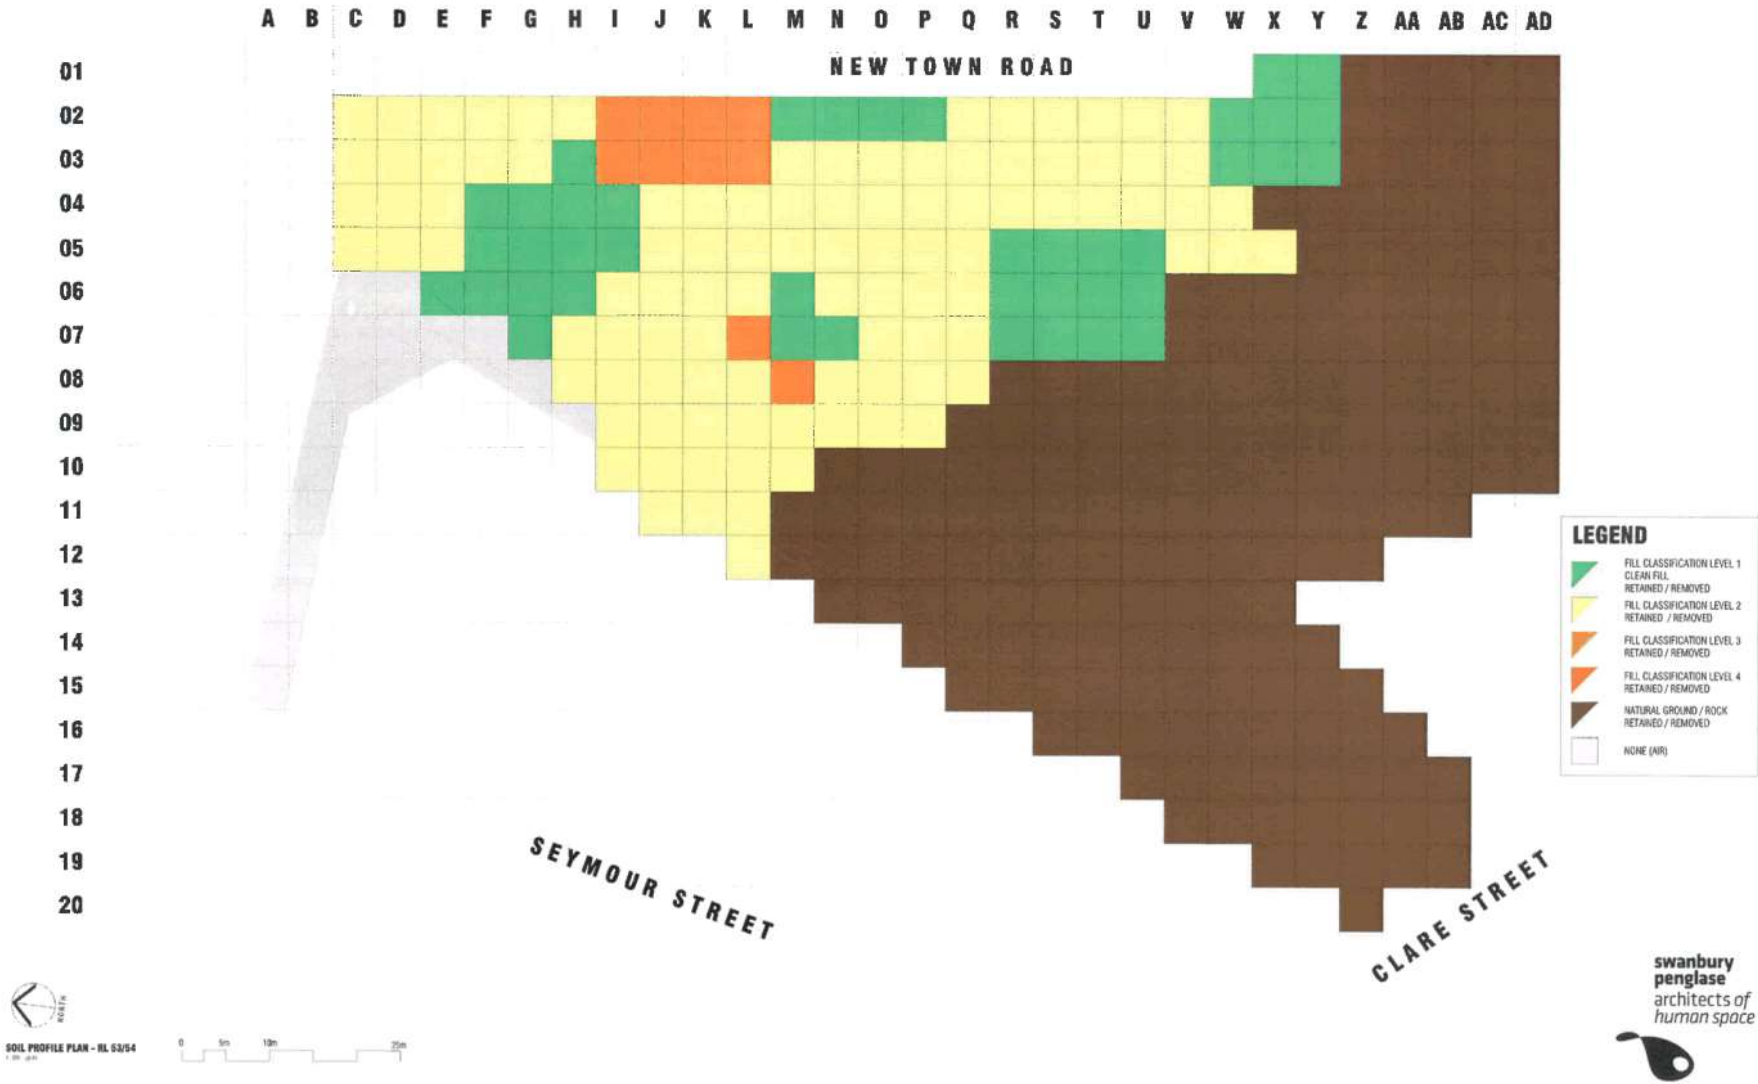 A B C D E F G H I J K L M N O P Q R S T U V W X Y Z AA AB AC AD
NEW TOWN ROAD
01
02
03
04
05
06
07
08
09
10
11
12
13
14
15
16
17
18
19
20
LEGEND
FILL CLASSIFICATION LEVEL 1
CLEAN FILL
RETAINED / REMOVED
FILL CLASSIFICATION LEVEL 2
RETAINED / REMOVED
FILL CLASSIFICATION LEVEL 3
RETAINED / REMOVED
FILL CLASSIFICATION LEVEL 4
RETAINED / REMOVED
NATURAL GROUND / ROCK
RETAINED / REMOVED
NONE (AIR)
SEYMOUR STREET
CLARE STREET
swanbury
penglase
architects of
human space
NORTH
SOIL PROFILE PLAN - RL 53/54
0 5m 10m 25m